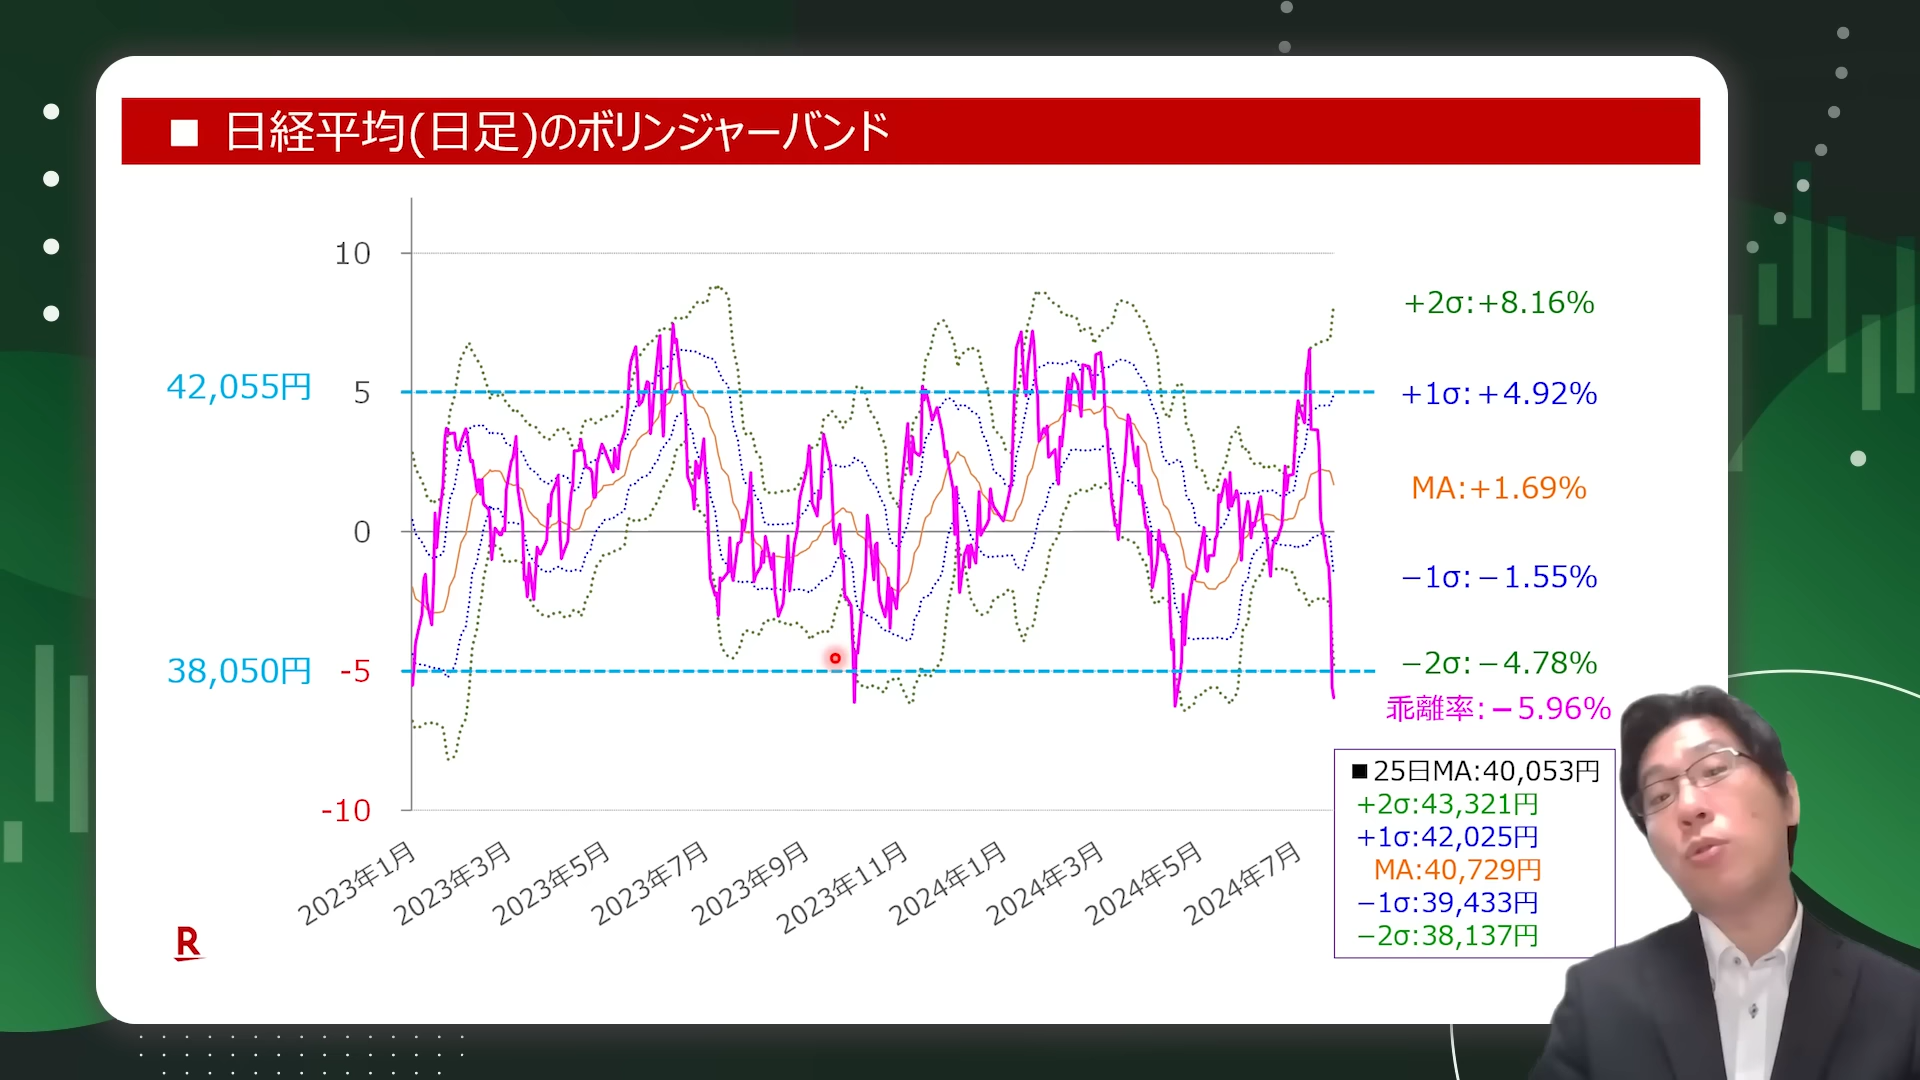 ■ 日経平均(日足)のボリンジャーバンド
10
5
0
-5
-10
42,055円
38,050円
+2σ:+8.16%
+1σ:+4.92%
MA:+1.69%
−1σ:−1.55%
−2σ:−4.78%
乖離率:−5.96%
■25日MA:40,053円
+2σ:43,321円
+1σ:42,025円
MA:40,729円
−1σ:39,433円
−2σ:38,137円
2023年1月
2023年3月
2023年5月
2023年7月
2023年9月
2023年11月
2024年1月
2024年3月
2024年5月
2024年7月
R